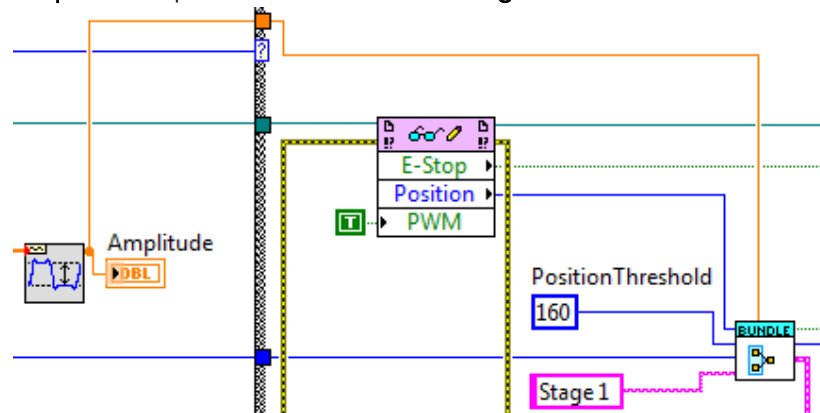 ?
E-Stop
Position
T
PWM
Amplitude
DBL
PositionThreshold
160
BUNDLE
Stage 1